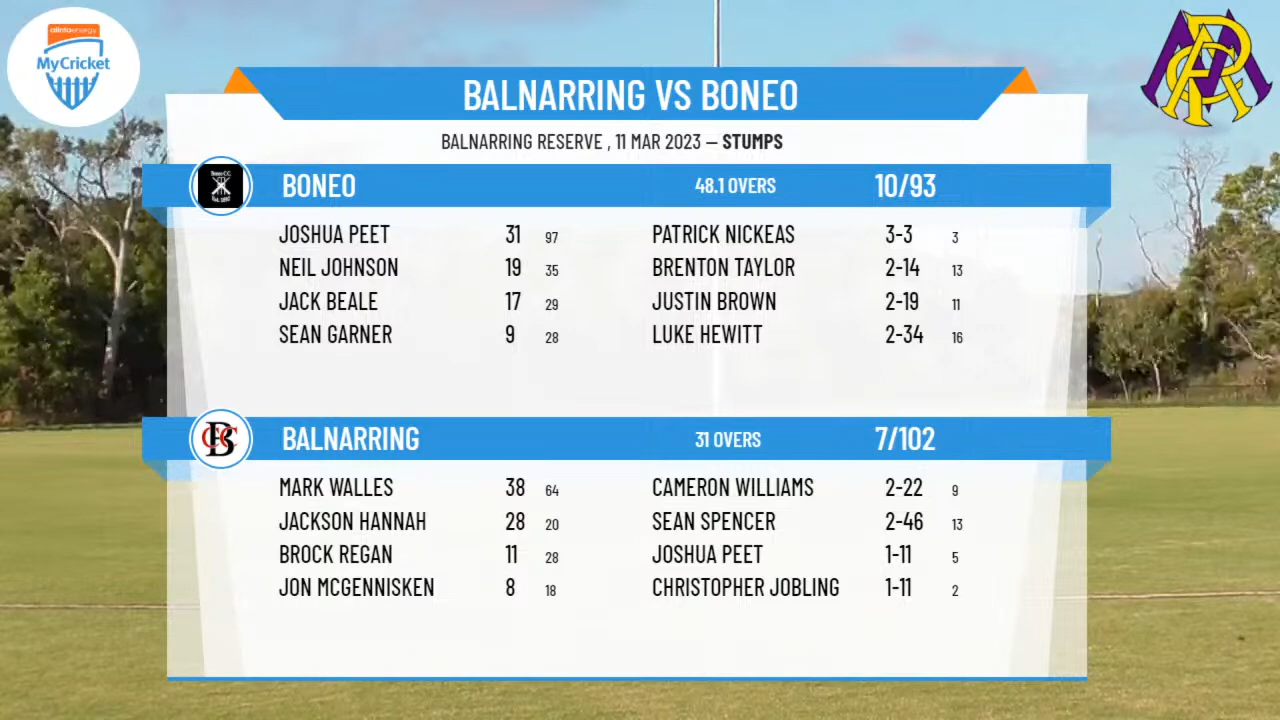 alintaenergy
MyCricket
BALNARRING VS BONEO
BALNARRING RESERVE , 11 MAR 2023 – STUMPS
BONEO 48.1 OVERS 10/93
JOSHUA PEET 31 97 PATRICK NICKEAS 3-3 3
NEIL JOHNSON 19 35 BRENTON TAYLOR 2-14 13
JACK BEALE 17 29 JUSTIN BROWN 2-19 11
SEAN GARNER 9 28 LUKE HEWITT 2-34 16
BALNARRING 31 OVERS 7/102
MARK WALLES 38 64 CAMERON WILLIAMS 2-22 9
JACKSON HANNAH 28 20 SEAN SPENCER 2-46 13
BROCK REGAN 11 28 JOSHUA PEET 1-11 5
JON MCGENNISKEN 8 18 CHRISTOPHER JOBLING 1-11 2